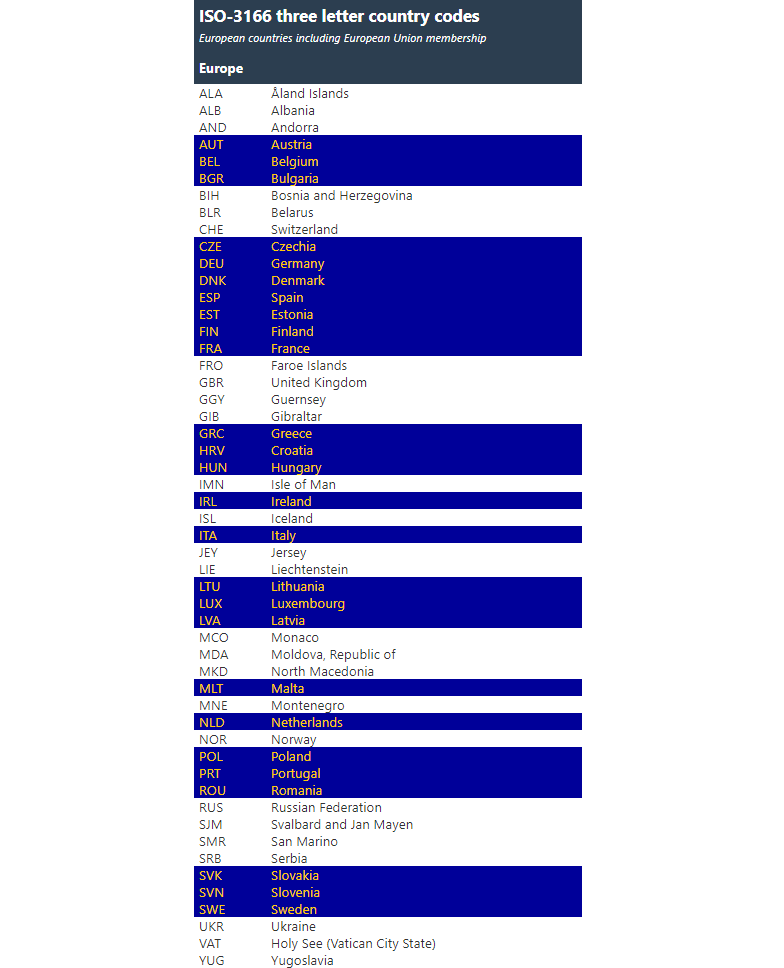 ISO-3166 three letter country codes
European countries including European Union membership
Europe
ALA Åland Islands
ALB Albania
AND Andorra
AUT Austria
BEL Belgium
BGR Bulgaria
BIH Bosnia and Herzegovina
BLR Belarus
CHE Switzerland
CZE Czechia
DEU Germany
DNK Denmark
ESP Spain
EST Estonia
FIN Finland
FRA France
FRO Faroe Islands
GBR United Kingdom
GGY Guernsey
GIB Gibraltar
GRC Greece
HRV Croatia
HUN Hungary
IMN Isle of Man
IRL Ireland
ISL Iceland
ITA Italy
JEY Jersey
LIE Liechtenstein
LTU Lithuania
LUX Luxembourg
LVA Latvia
MCO Monaco
MDA Moldova, Republic of
MKD North Macedonia
MLT Malta
MNE Montenegro
NLD Netherlands
NOR Norway
POL Poland
PRT Portugal
ROU Romania
RUS Russian Federation
SJM Svalbard and Jan Mayen
SMR San Marino
SRB Serbia
SVK Slovakia
SVN Slovenia
SWE Sweden
UKR Ukraine
VAT Holy See (Vatican City State)
YUG Yugoslavia